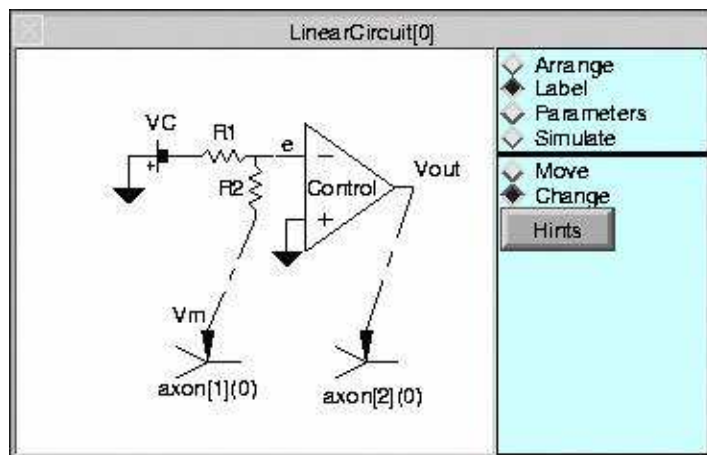 LinearCircuit[0]
Arrange
Label
Parameters
Simulate
Move
Change
Hints
VC
R1
e
R2
Control
Vout
Vm
axon[1](0)
axon[2](0)